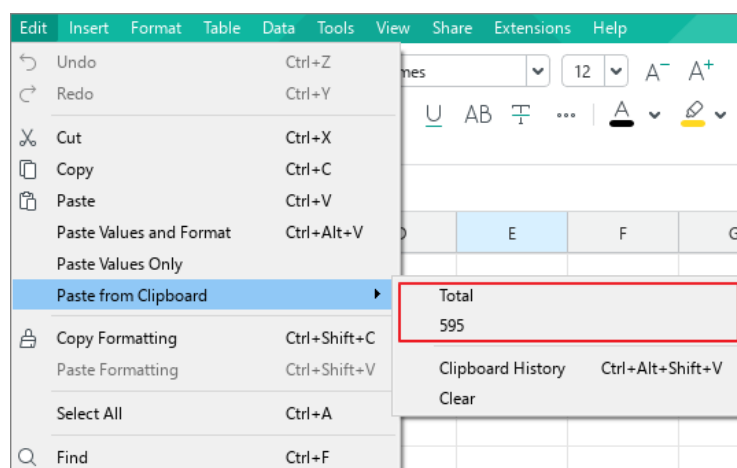 Edit Insert Format Table Data Tools View Share Extensions Help
Undo Ctrl+Z
12 A- A+
Redo Ctrl+Y
U AB T ... A
Cut Ctrl+X
Copy Ctrl+C
Paste Ctrl+V
Paste Values and Format Ctrl+Alt+V
E F
Paste Values Only
Paste from Clipboard
Total
595
Copy Formatting Ctrl+Shift+C
Paste Formatting Ctrl+Shift+V
Clipboard History Ctrl+Alt+Shift+V
Clear
Select All Ctrl+A
Find Ctrl+F